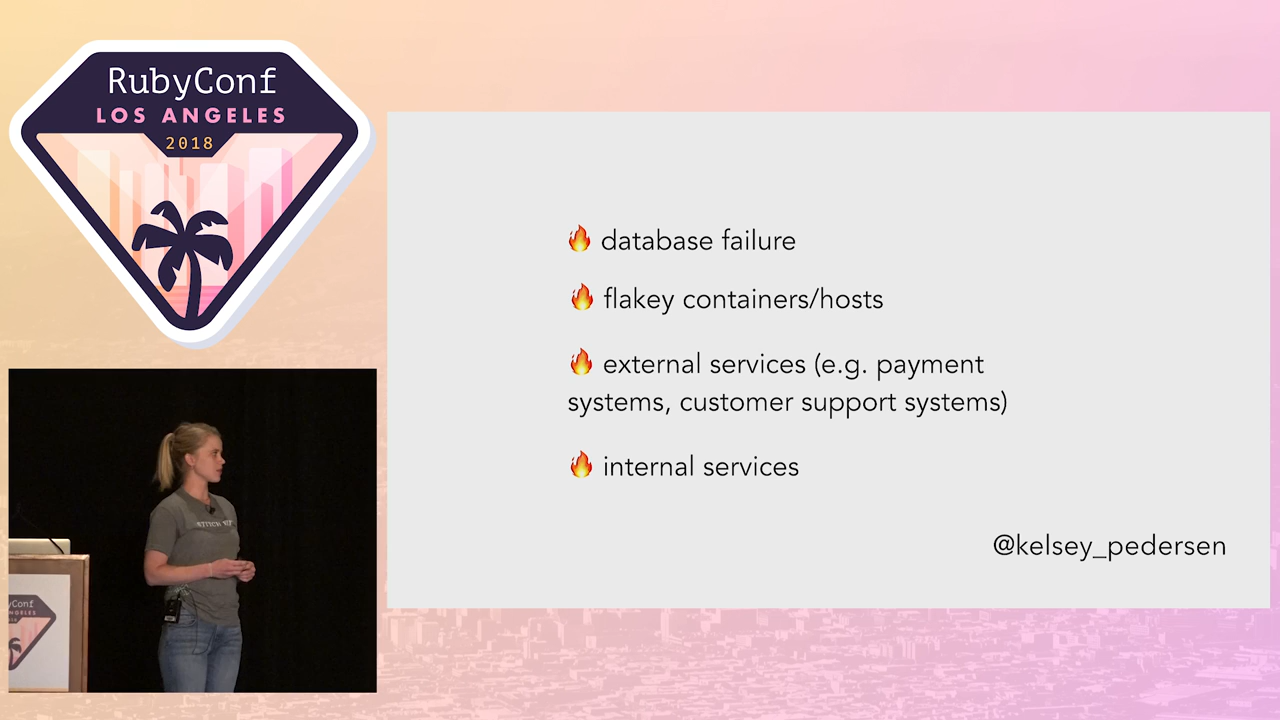 RubyConf
LOS ANGELES
2018
🔥 database failure
🔥 flakey containers/hosts
🔥 external services (e.g. payment
systems, customer support systems)
🔥 internal services
@kelsey_pedersen